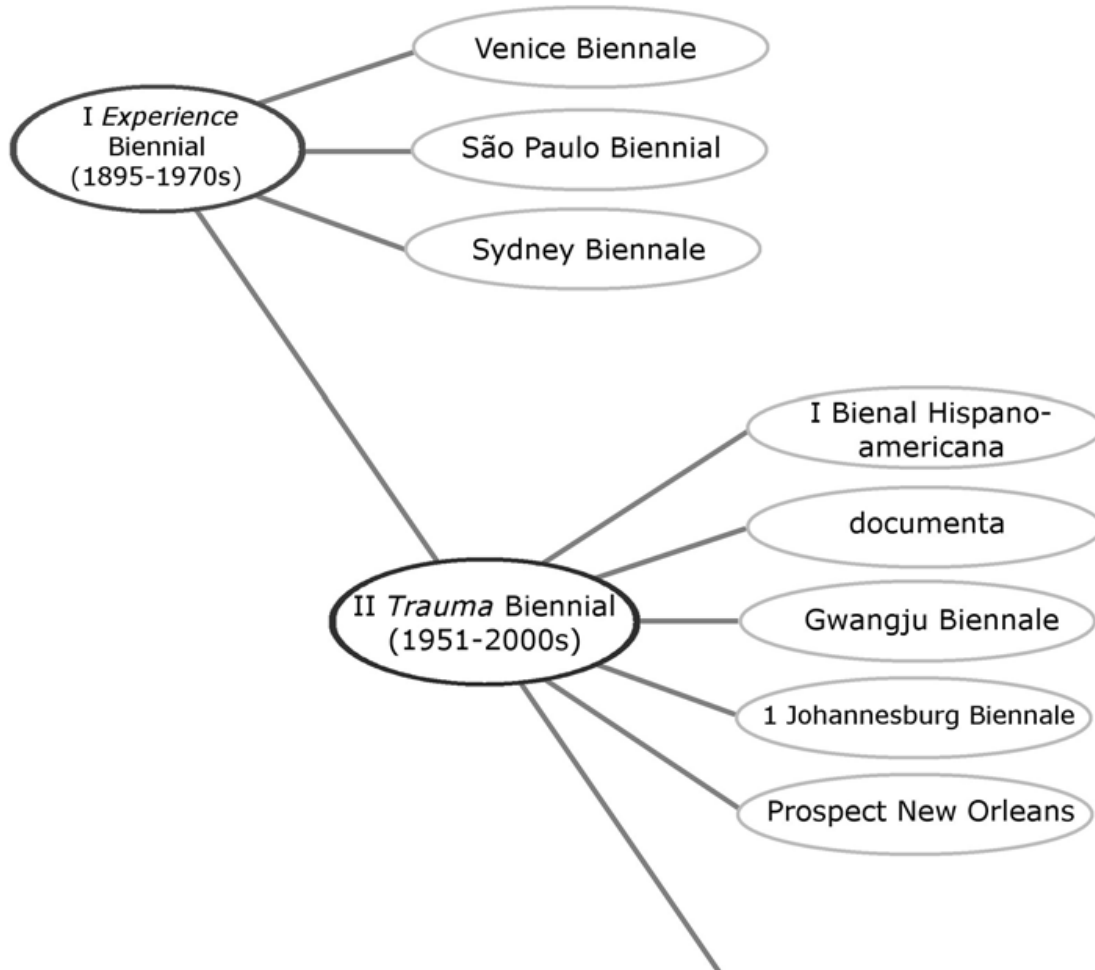 Venice Biennale
I Experience
Biennial
(1895-1970s)
São Paulo Biennial
Sydney Biennale
I Bienal Hispano-
americana
documenta
II Trauma Biennial
(1951-2000s)
Gwangju Biennale
1 Johannesburg Biennale
Prospect New Orleans